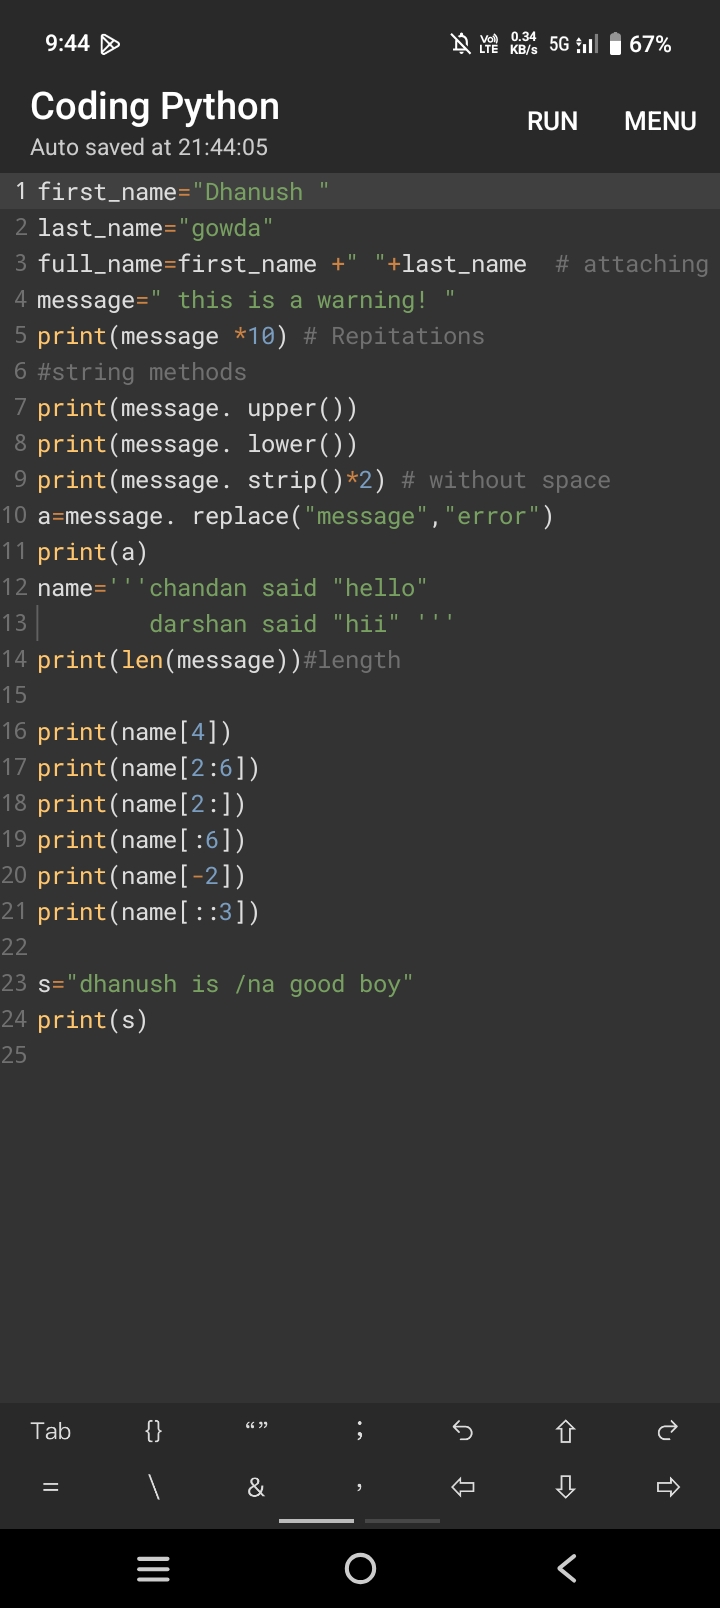 9:44 Vo)) LTE 0.34 KB/s 5G 67%
Coding Python
RUN MENU
Auto saved at 21:44:05
1 first_name="Dhanush "
2 last_name="gowda"
3 full_name=first_name +" "+last_name  # attaching
4 message=" this is a warning! "
5 print(message *10) # Repitations
6 #string methods
7 print(message. upper())
8 print(message. lower())
9 print(message. strip()*2) # without space
10 a=message. replace("message","error")
11 print(a)
12 name='''chandan said "hello"
13         darshan said "hii" '''
14 print(len(message))#length
15
16 print(name[4])
17 print(name[2:6])
18 print(name[2:])
19 print(name[:6])
20 print(name[-2])
21 print(name[::3])
22
23 s="dhanush is /na good boy"
24 print(s)
25
Tab {} “” ;
= \ & ,